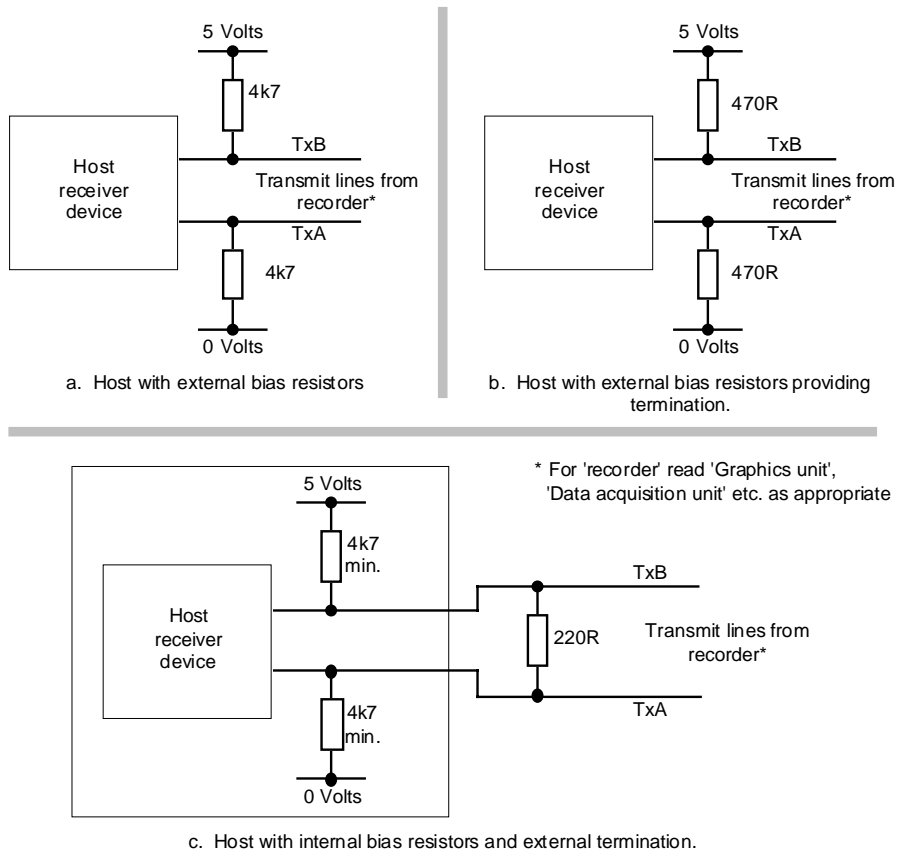 5 Volts
4k7
TxB
Host
receiver
device
Transmit lines from
recorder*
TxA
4k7
0 Volts
a. Host with external bias resistors
5 Volts
470R
TxB
Host
receiver
device
Transmit lines from
recorder*
TxA
470R
0 Volts
b. Host with external bias resistors providing
termination.
* For 'recorder' read 'Graphics unit',
'Data acquisition unit' etc. as appropriate
5 Volts
4k7
min.
TxB
Host
receiver
device
220R
Transmit lines from
recorder*
TxA
4k7
min.
0 Volts
c. Host with internal bias resistors and external termination.